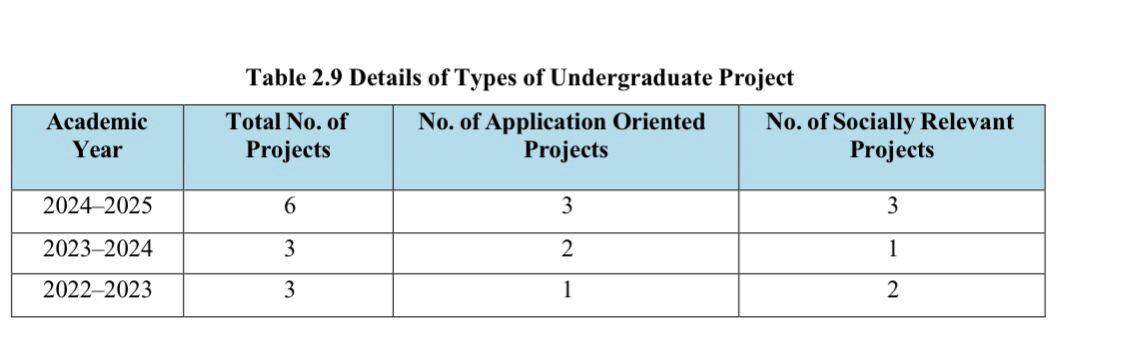 Table 2.9 Details of Types of Undergraduate Project
Academic Year Total No. of Projects No. of Application Oriented Projects No. of Socially Relevant Projects
2024–2025 6 3 3
2023–2024 3 2 1
2022–2023 3 1 2